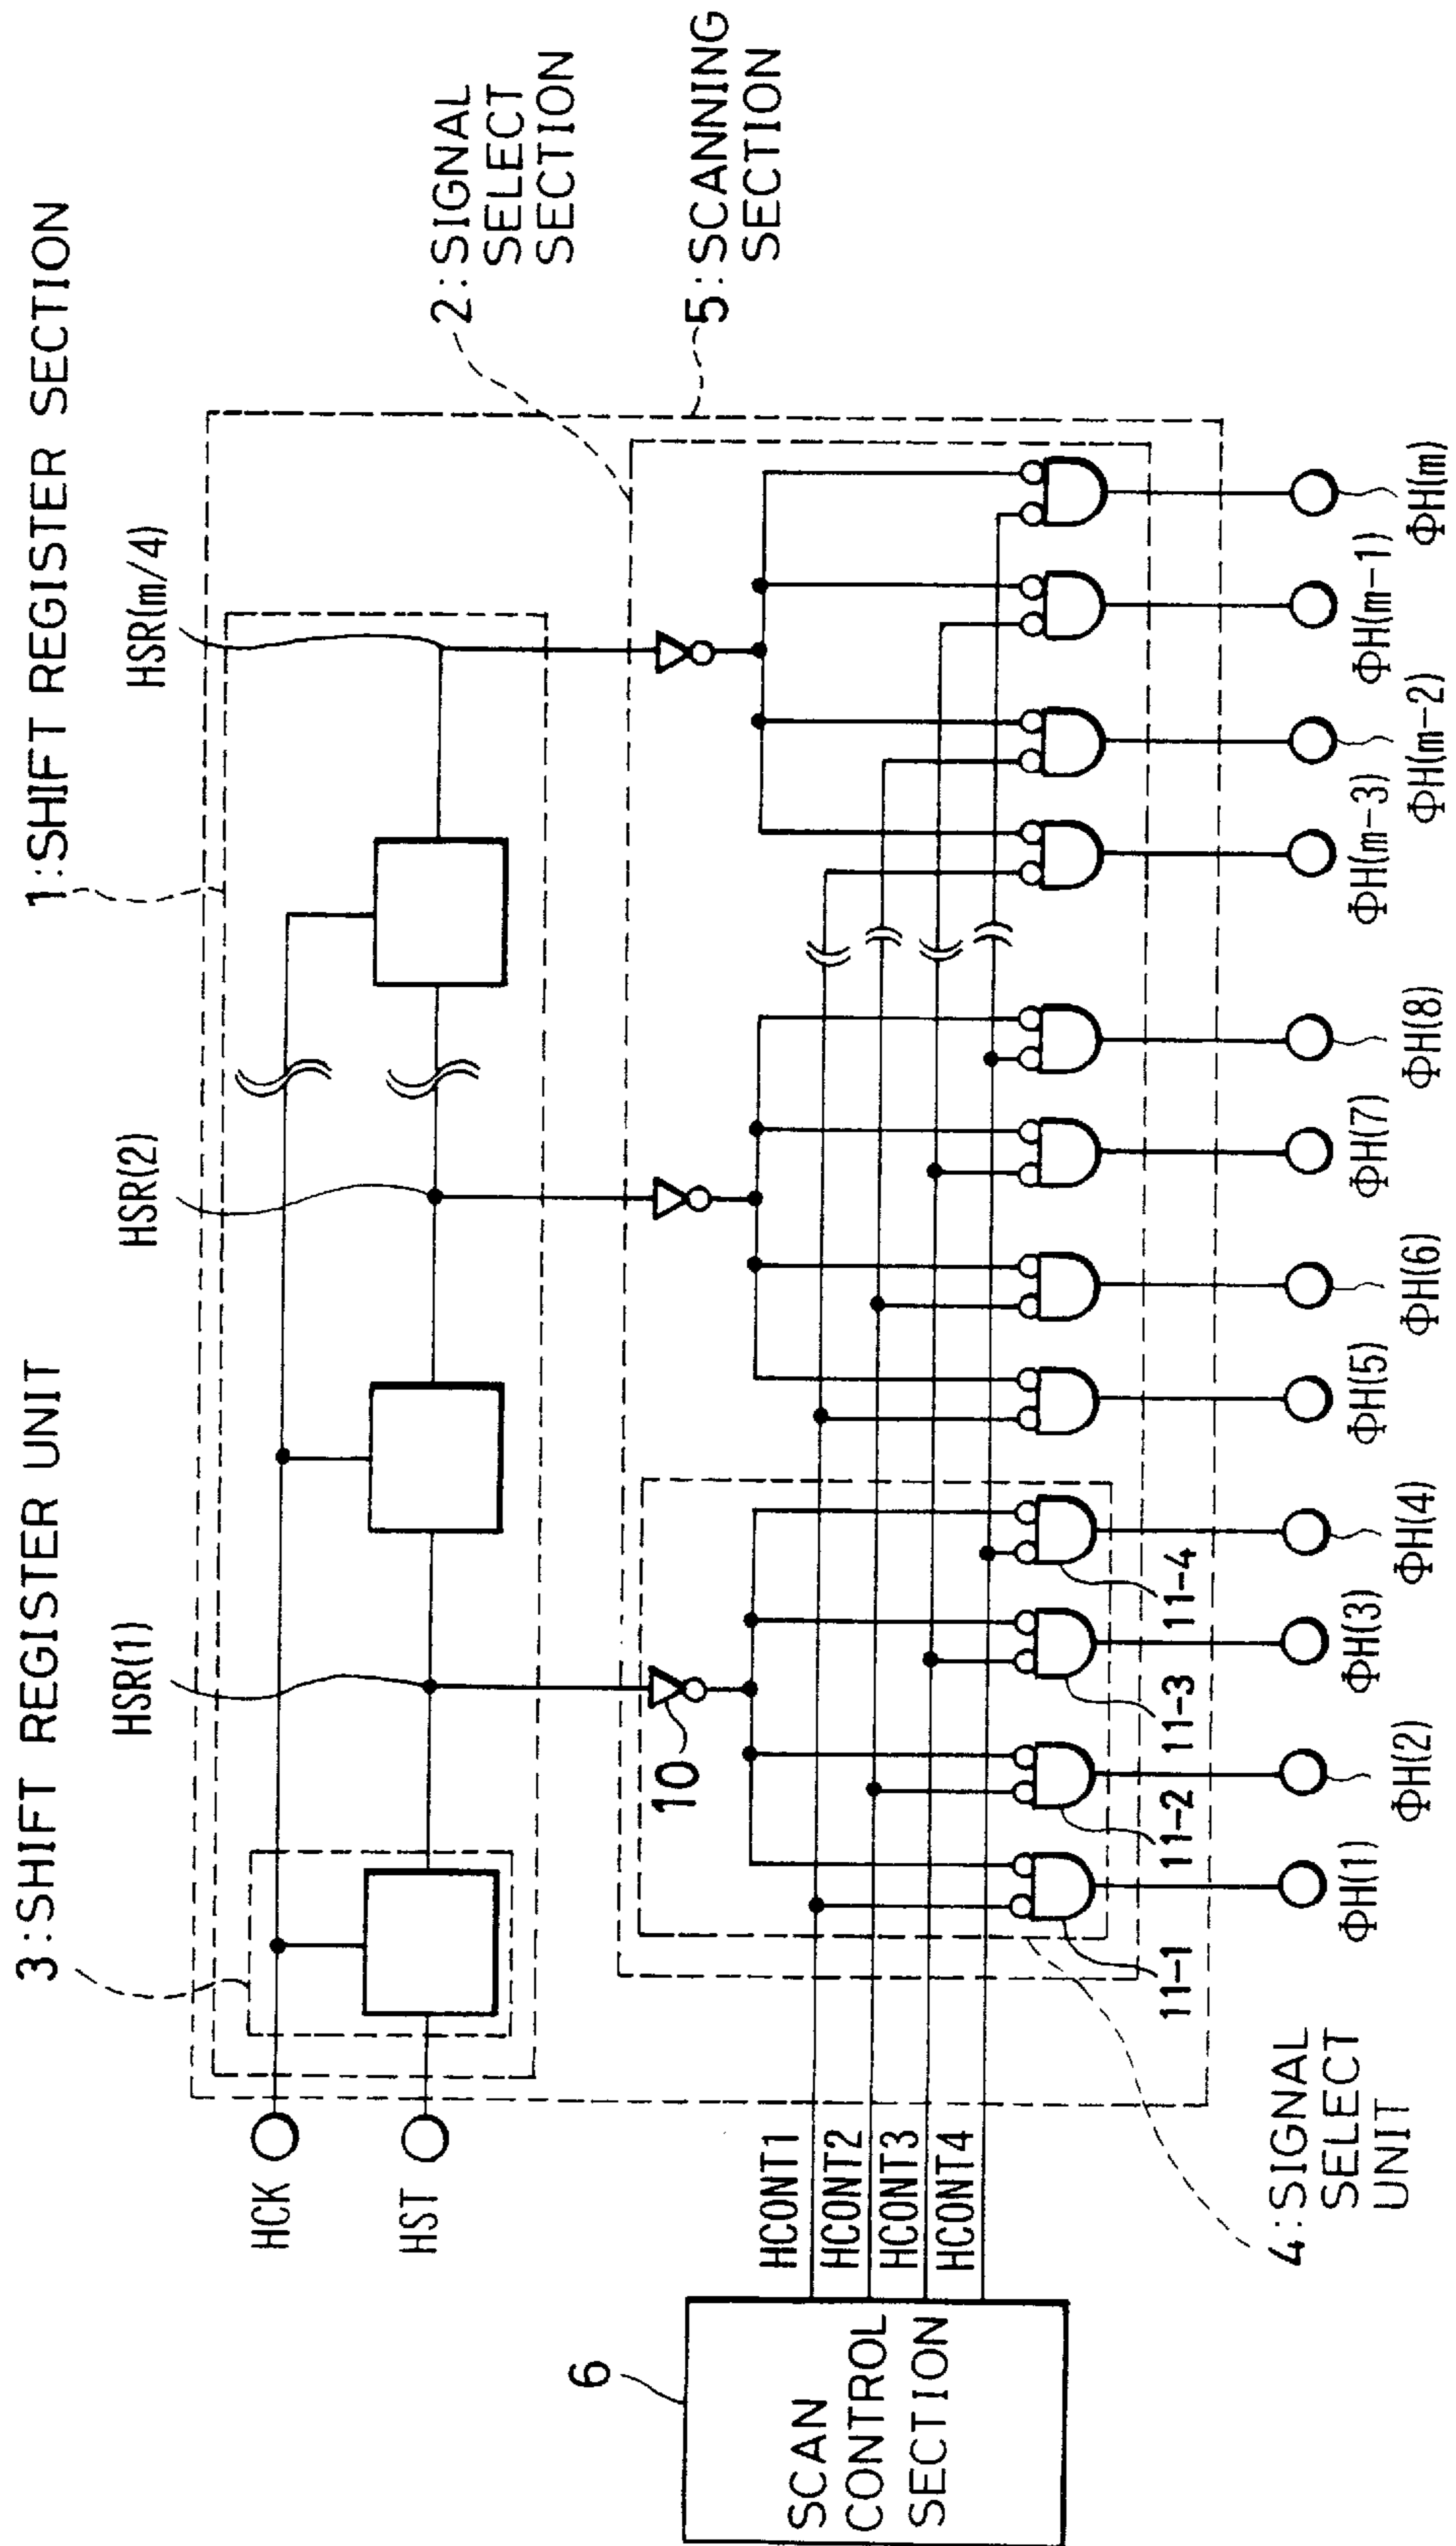 1:SHIFT REGISTER SECTION
3:SHIFT REGISTER UNIT
HSR(1)
HSR(2)
HSR(m/4)
2:SIGNAL
SELECT
SECTION
5:SCANNING
SECTION
HCK
HST
10
HCONT1
HCONT2
HCONT3
HCONT4
6
SCAN
CONTROL
SECTION
11-1
11-2
11-3
11-4
4:SIGNAL
SELECT
UNIT
ΦH(1)
ΦH(2)
ΦH(3)
ΦH(4)
ΦH(5)
ΦH(6)
ΦH(7)
ΦH(8)
ΦH(m-3)
ΦH(m-2)
ΦH(m-1)
ΦH(m)